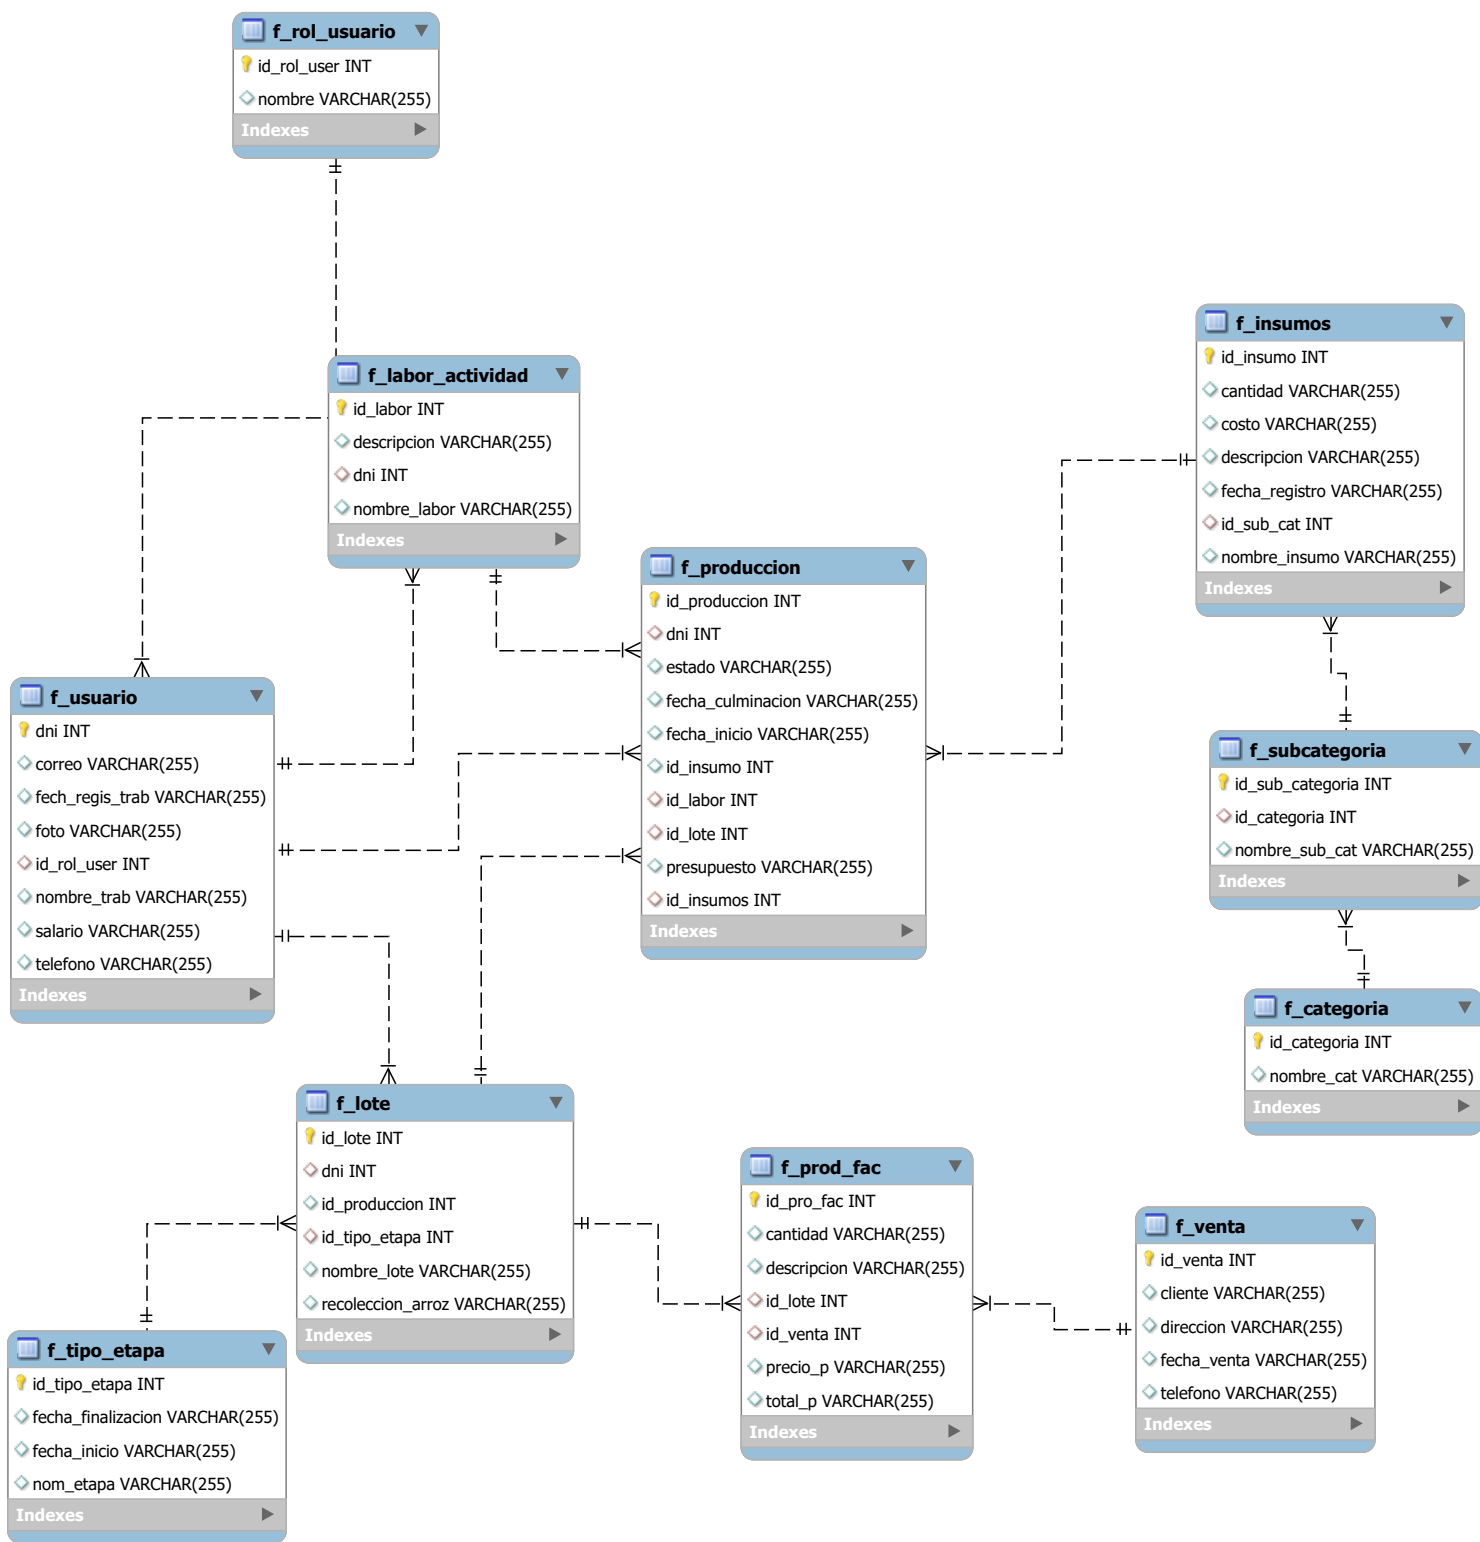 f_rol_usuario
id_rol_user INT
nombre VARCHAR(255)
Indexes
f_labor_actividad
id_labor INT
descripcion VARCHAR(255)
dni INT
nombre_labor VARCHAR(255)
Indexes
f_insumos
id_insumo INT
cantidad VARCHAR(255)
costo VARCHAR(255)
descripcion VARCHAR(255)
fecha_registro VARCHAR(255)
id_sub_cat INT
nombre_insumo VARCHAR(255)
Indexes
f_produccion
id_produccion INT
dni INT
estado VARCHAR(255)
fecha_culminacion VARCHAR(255)
fecha_inicio VARCHAR(255)
id_insumo INT
id_labor INT
id_lote INT
presupuesto VARCHAR(255)
id_insumos INT
Indexes
f_usuario
dni INT
correo VARCHAR(255)
fech_regis_trab VARCHAR(255)
foto VARCHAR(255)
id_rol_user INT
nombre_trab VARCHAR(255)
salario VARCHAR(255)
telefono VARCHAR(255)
Indexes
f_subcategoria
id_sub_categoria INT
id_categoria INT
nombre_sub_cat VARCHAR(255)
Indexes
f_categoria
id_categoria INT
nombre_cat VARCHAR(255)
Indexes
f_lote
id_lote INT
dni INT
id_produccion INT
id_tipo_etapa INT
nombre_lote VARCHAR(255)
recoleccion_arroz VARCHAR(255)
Indexes
f_prod_fac
id_pro_fac INT
cantidad VARCHAR(255)
descripcion VARCHAR(255)
id_lote INT
id_venta INT
precio_p VARCHAR(255)
total_p VARCHAR(255)
Indexes
f_venta
id_venta INT
cliente VARCHAR(255)
direccion VARCHAR(255)
fecha_venta VARCHAR(255)
telefono VARCHAR(255)
Indexes
f_tipo_etapa
id_tipo_etapa INT
fecha_finalizacion VARCHAR(255)
fecha_inicio VARCHAR(255)
nom_etapa VARCHAR(255)
Indexes